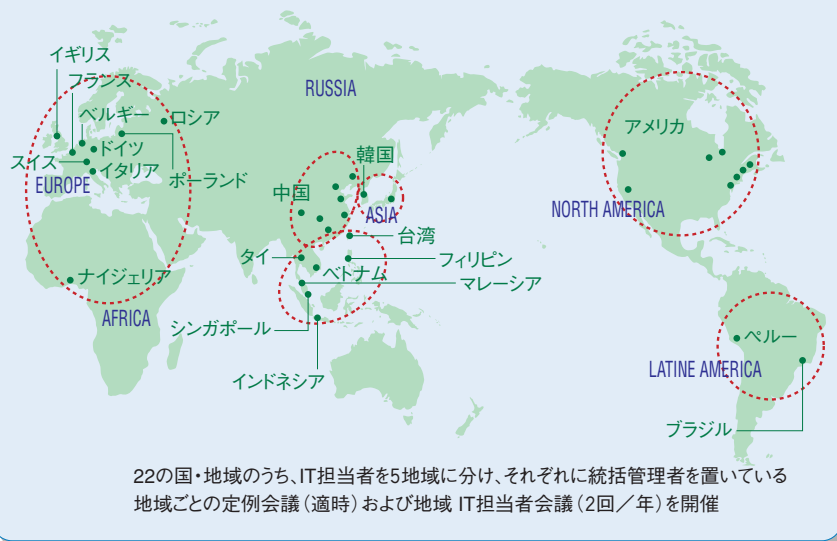 イギリス
フランス
ベルギー
ロシア
ドイツ
スイス
イタリア
EUROPE
ポーランド
ナイジェリア
AFRICA
RUSSIA
韓国
中国
ASIA
台湾
タイ
フィリピン
ベトナム
マレーシア
シンガポール
インドネシア
アメリカ
NORTH AMERICA
ペルー
LATINE AMERICA
ブラジル
22の国・地域のうち、IT担当者を5地域に分け、それぞれに統括管理者を置いている
地域ごとの定例会議（適時）および地域 IT担当者会議（2回／年）を開催